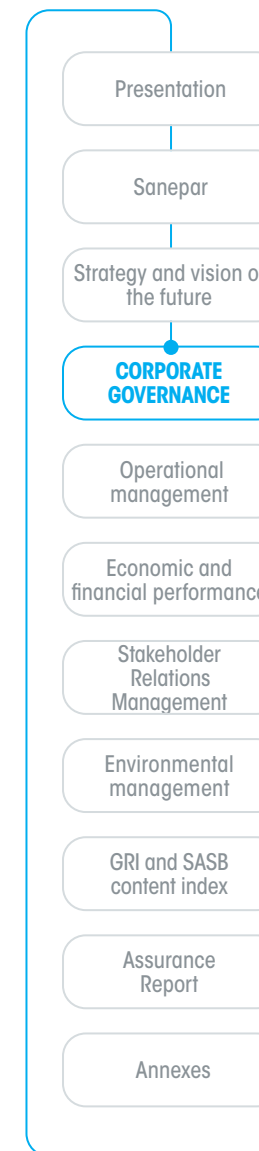 Presentation
Sanepar
Strategy and vision o
the future
CORPORATE
GOVERNANCE
Operational
management
Economic and
financial performance
Stakeholder
Relations
Management
Environmental
management
GRI and SASB
content index
Assurance
Report
Annexes